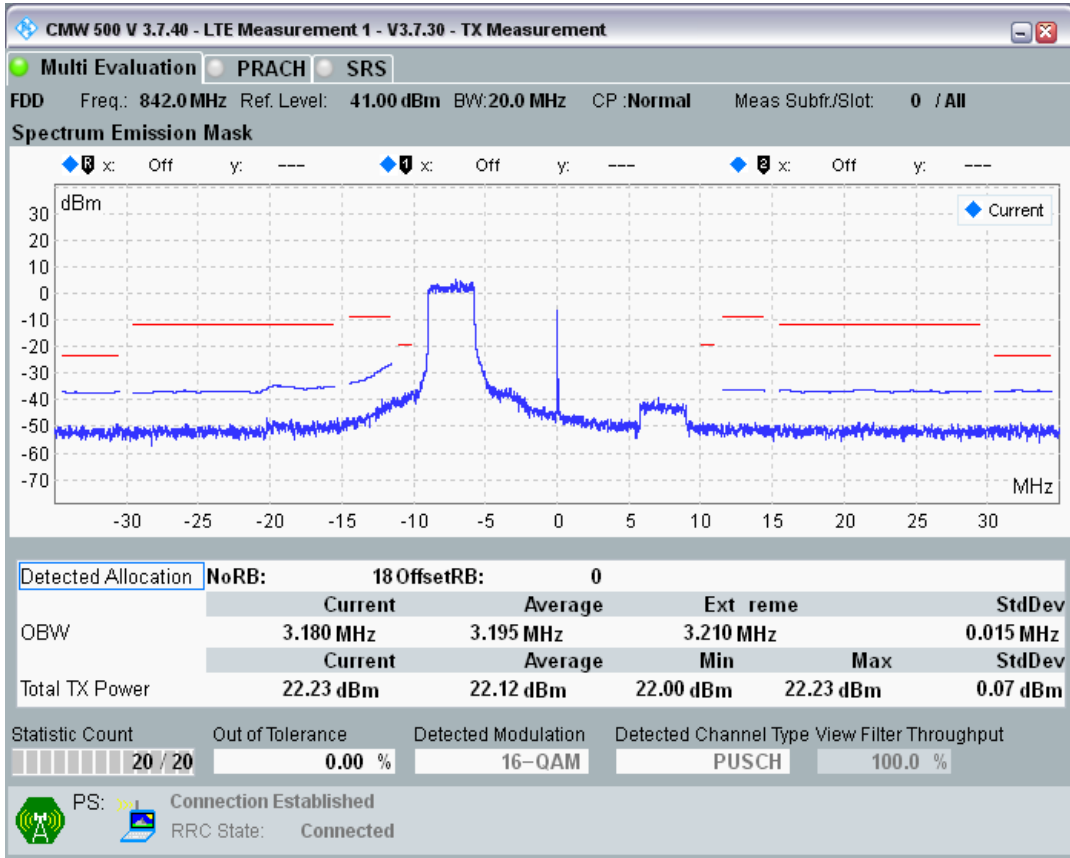 CMW 500 V 3.7.40 - LTE Measurement 1 - V3.7.30 - TX Measurement
Multi Evaluation PRACH SRS
FDD Freq.: 842.0 MHz Ref. Level: 41.00 dBm BW:20.0 MHz CP :Normal Meas Subfr./Slot: 0 / All
Spectrum Emission Mask
R x: Off y: --- 1 x: Off y: --- 2 x: Off y: ---
dBm
Current
30
20
10
0
-10
-20
-30
-40
-50
-60
-70
MHz
-30 -25 -20 -15 -10 -5 0 5 10 15 20 25 30
Detected Allocation NoRB: 18 OffsetRB: 0
Current Average Ext reme StdDev
OBW 3.180 MHz 3.195 MHz 3.210 MHz 0.015 MHz
Current Average Min Max StdDev
Total TX Power 22.23 dBm 22.12 dBm 22.00 dBm 22.23 dBm 0.07 dBm
Statistic Count Out of Tolerance Detected Modulation Detected Channel Type View Filter Throughput
20 / 20 0.00 % 16-QAM PUSCH 100.0 %
PS: Connection Established
RRC State: Connected